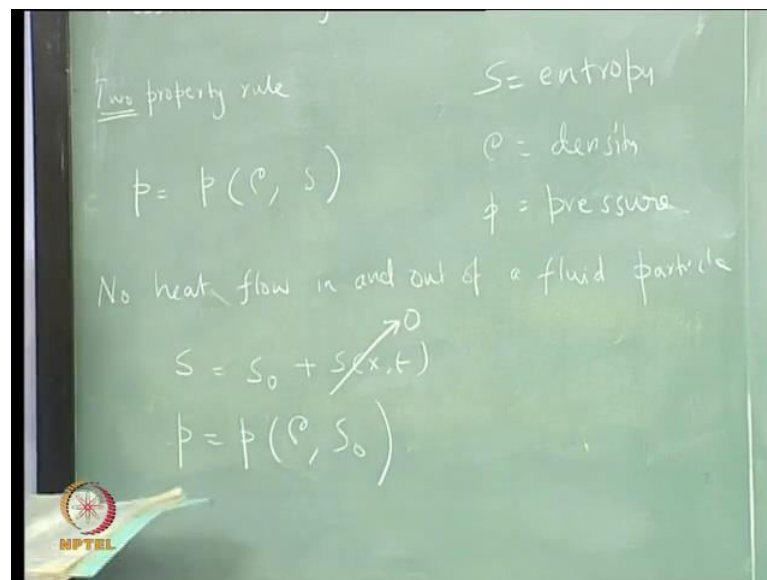 Two property rule
S = entropy
ρ = density
p = p(ρ, s)
p = pressure
No heat flow in and out of a fluid particle
0
S = S₀ + s(x, t)
p = p(ρ, S₀)
NPTEL